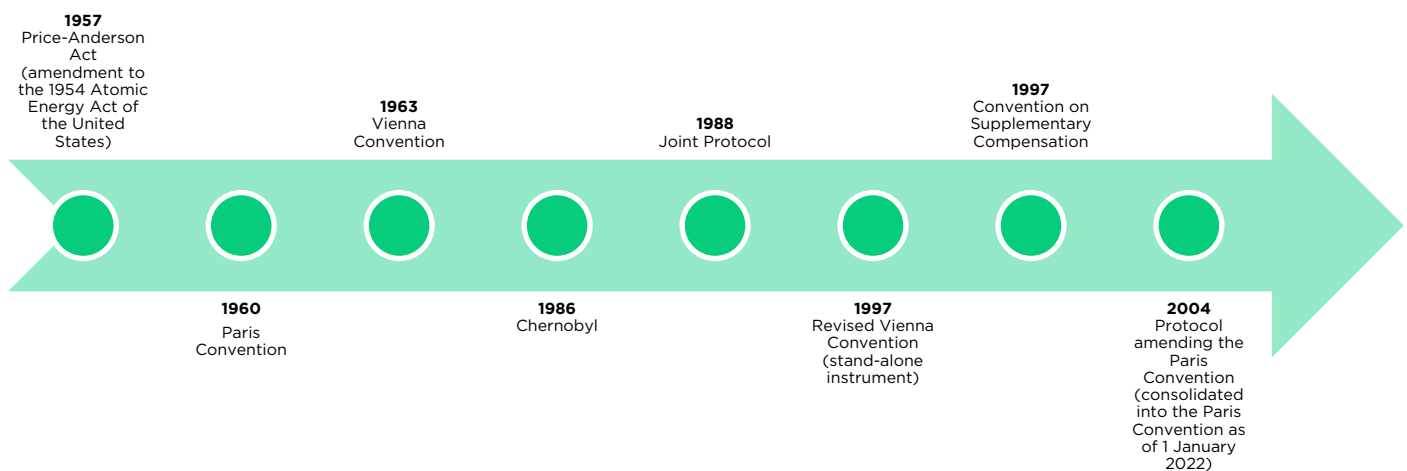 1957
Price-Anderson
Act
(amendment to
the 1954 Atomic
Energy Act of
the United
States)
1960
Paris
Convention
1963
Vienna
Convention
1986
Chernobyl
1988
Joint Protocol
1997
Revised Vienna
Convention
(stand-alone
instrument)
1997
Convention on
Supplementary
Compensation
2004
Protocol
amending the
Paris
Convention
(consolidated
into the Paris
Convention as
of 1 January
2022)